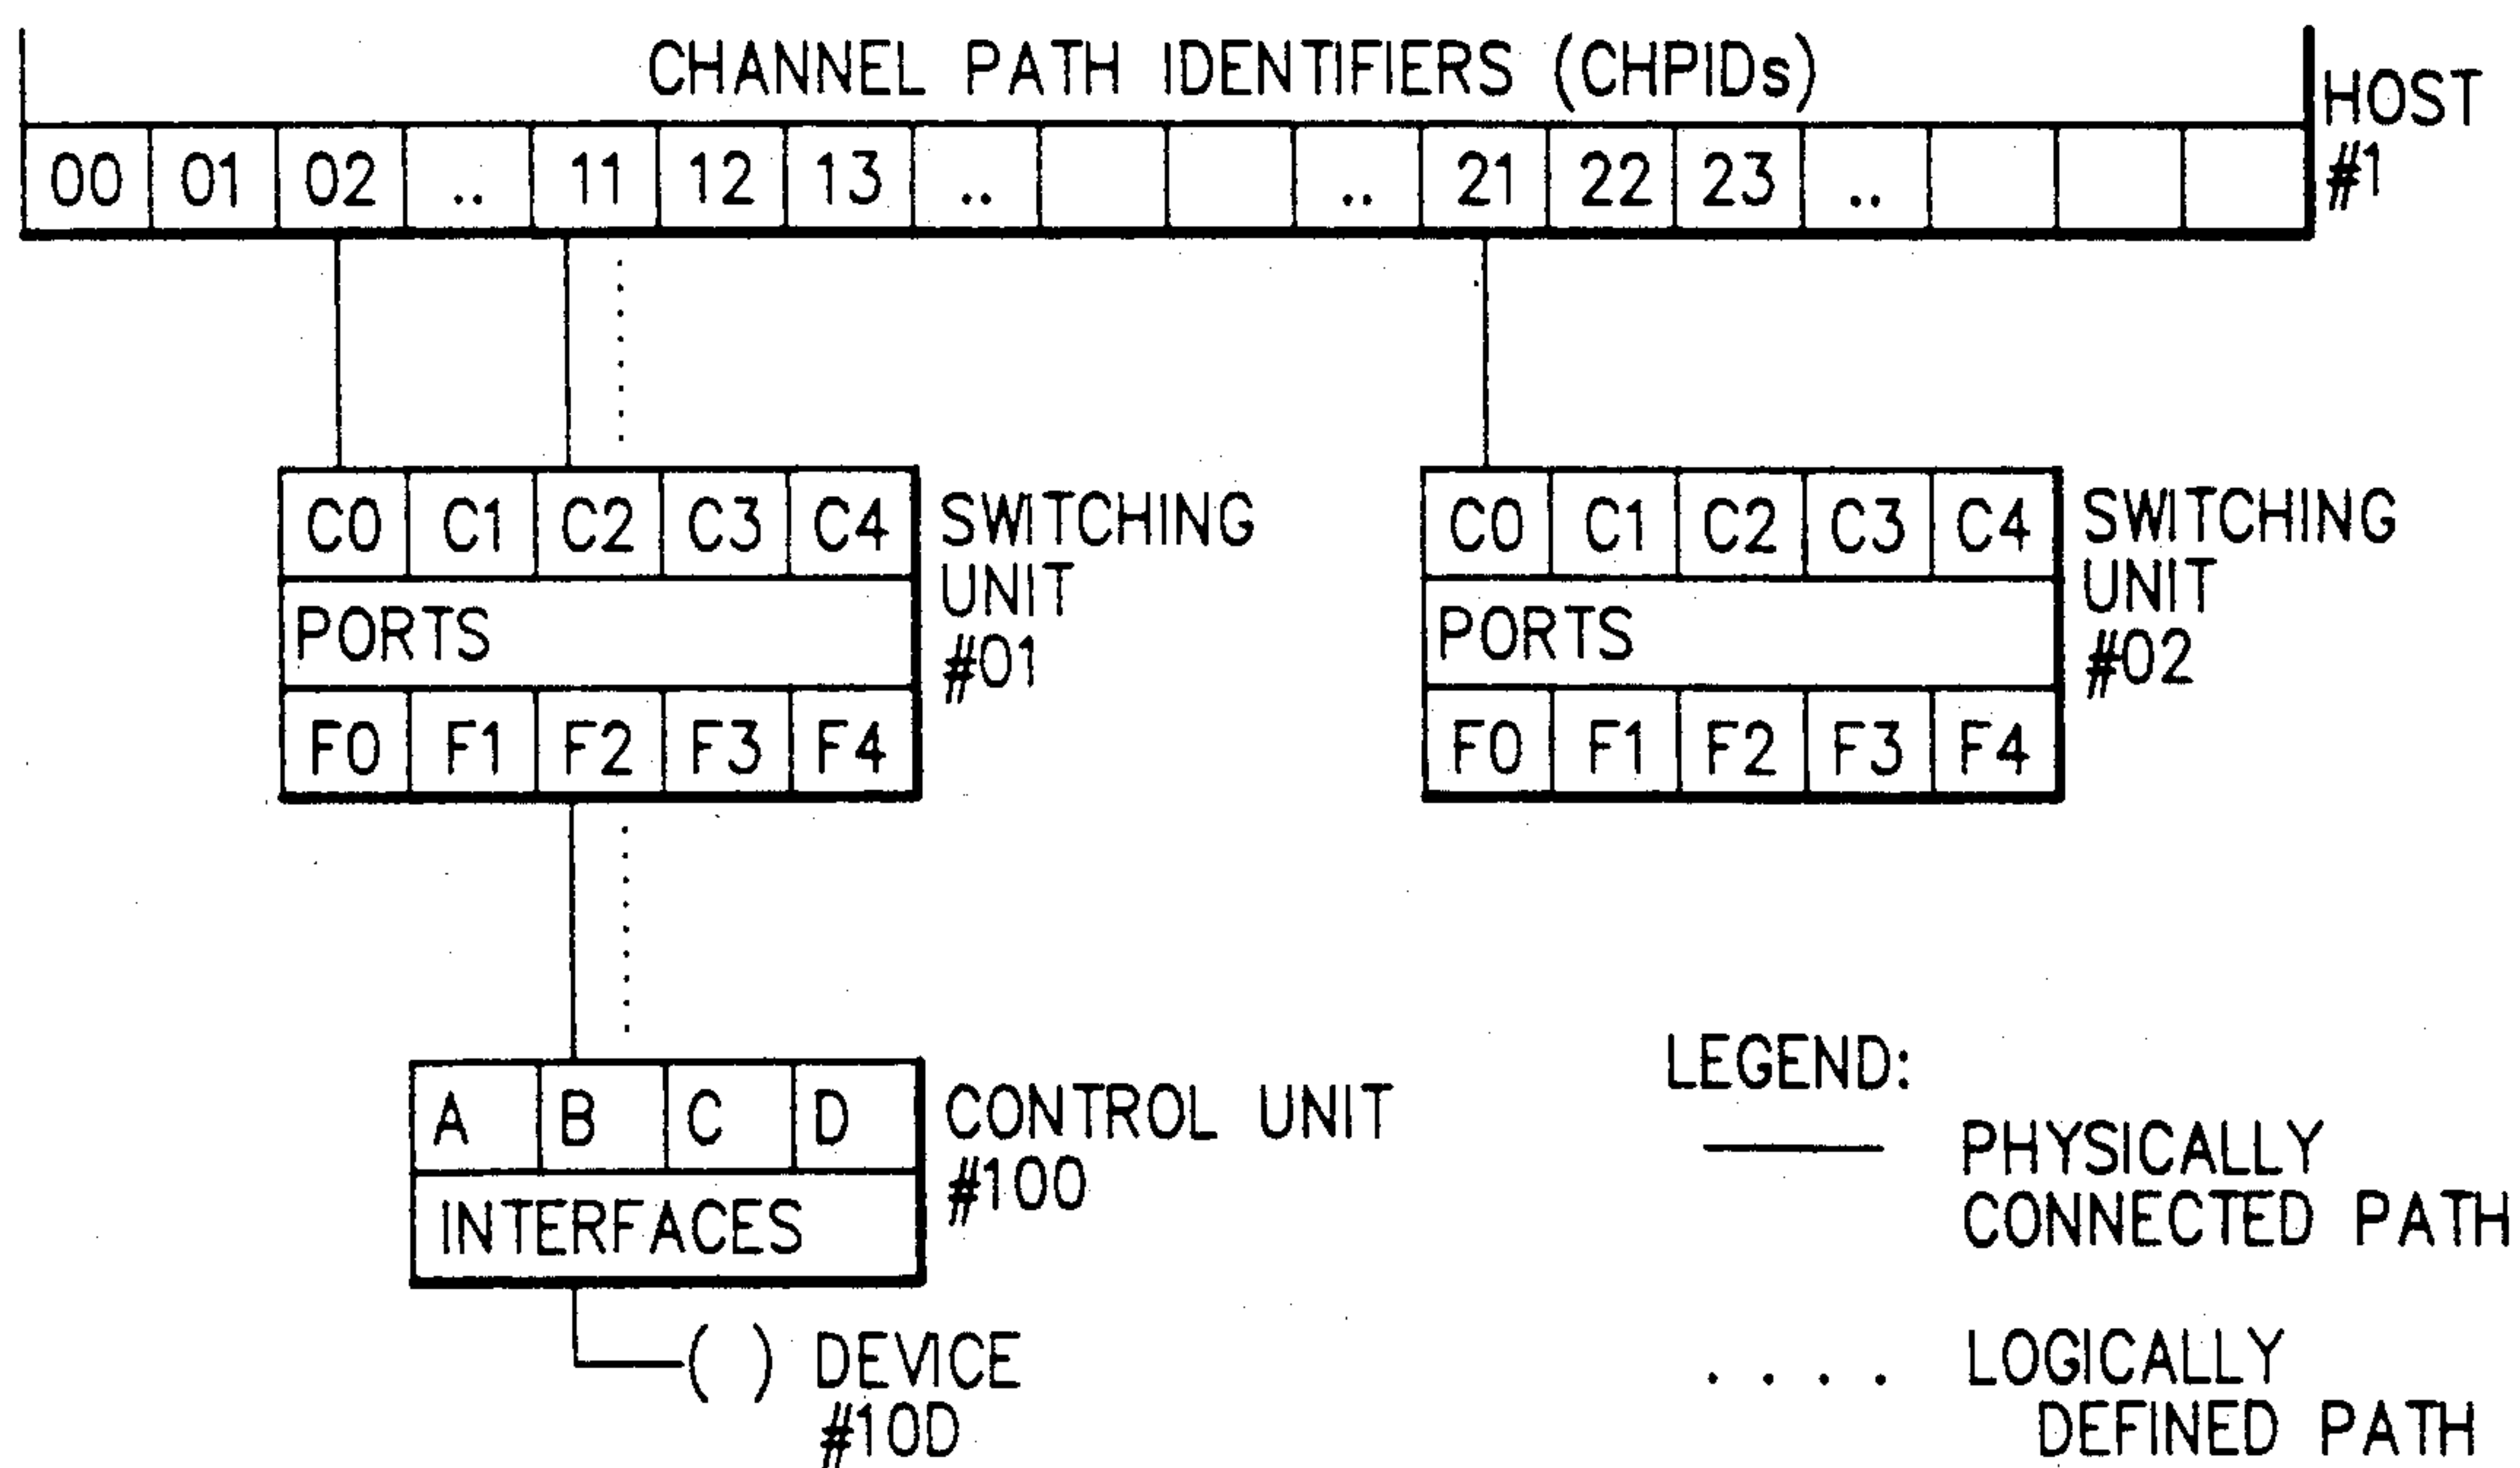 CHANNEL PATH IDENTIFIERS (CHPIDs)
HOST
#1
00 01 02 .. 11 12 13 .. .. 21 22 23 ..
C0 C1 C2 C3 C4
SWITCHING
UNIT
#01
PORTS
F0 F1 F2 F3 F4
C0 C1 C2 C3 C4
SWITCHING
UNIT
#02
PORTS
F0 F1 F2 F3 F4
A B C D
CONTROL UNIT
#100
INTERFACES
( ) DEVICE
#10D
LEGEND:
PHYSICALLY
CONNECTED PATH
. . . . LOGICALLY
DEFINED PATH